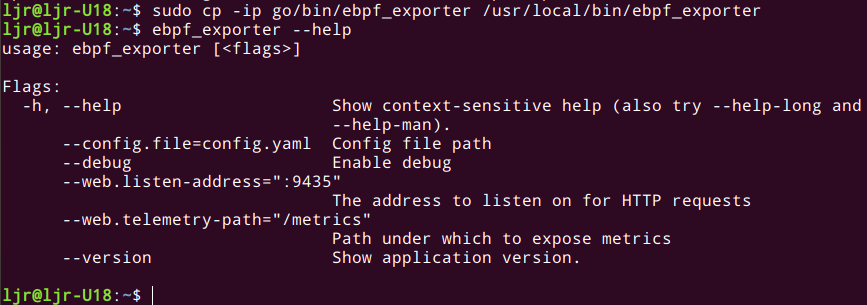 ljr@ljr-U18:~$ sudo cp -ip go/bin/ebpf_exporter /usr/local/bin/ebpf_exporter
ljr@ljr-U18:~$ ebpf_exporter --help
usage: ebpf_exporter [<flags>]
Flags:
  -h, --help                     Show context-sensitive help (also try --help-long and
                                 --help-man).
      --config.file=config.yaml  Config file path
      --debug                    Enable debug
      --web.listen-address=":9435"
                                 The address to listen on for HTTP requests
      --web.telemetry-path="/metrics"
                                 Path under which to expose metrics
      --version                  Show application version.
ljr@ljr-U18:~$